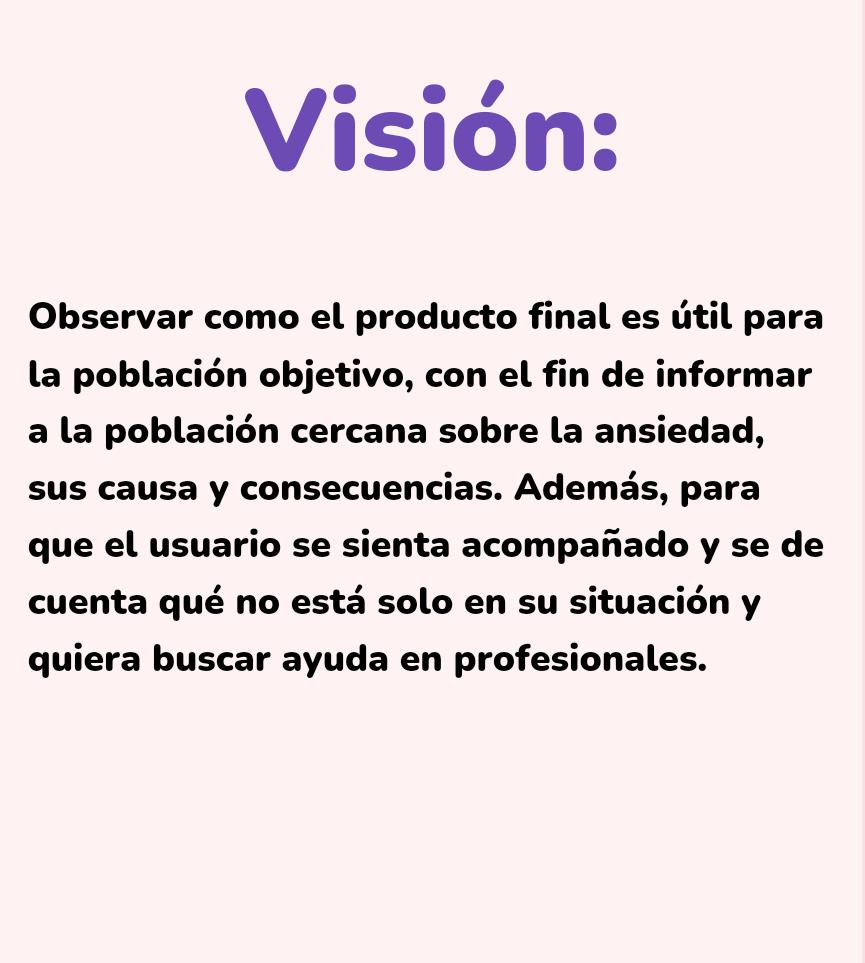 Visión:
Observar como el producto final es útil para
la población objetivo, con el fin de informar
a la población cercana sobre la ansiedad,
sus causa y consecuencias. Además, para
que el usuario se sienta acompañado y se de
cuenta qué no está solo en su situación y
quiera buscar ayuda en profesionales.